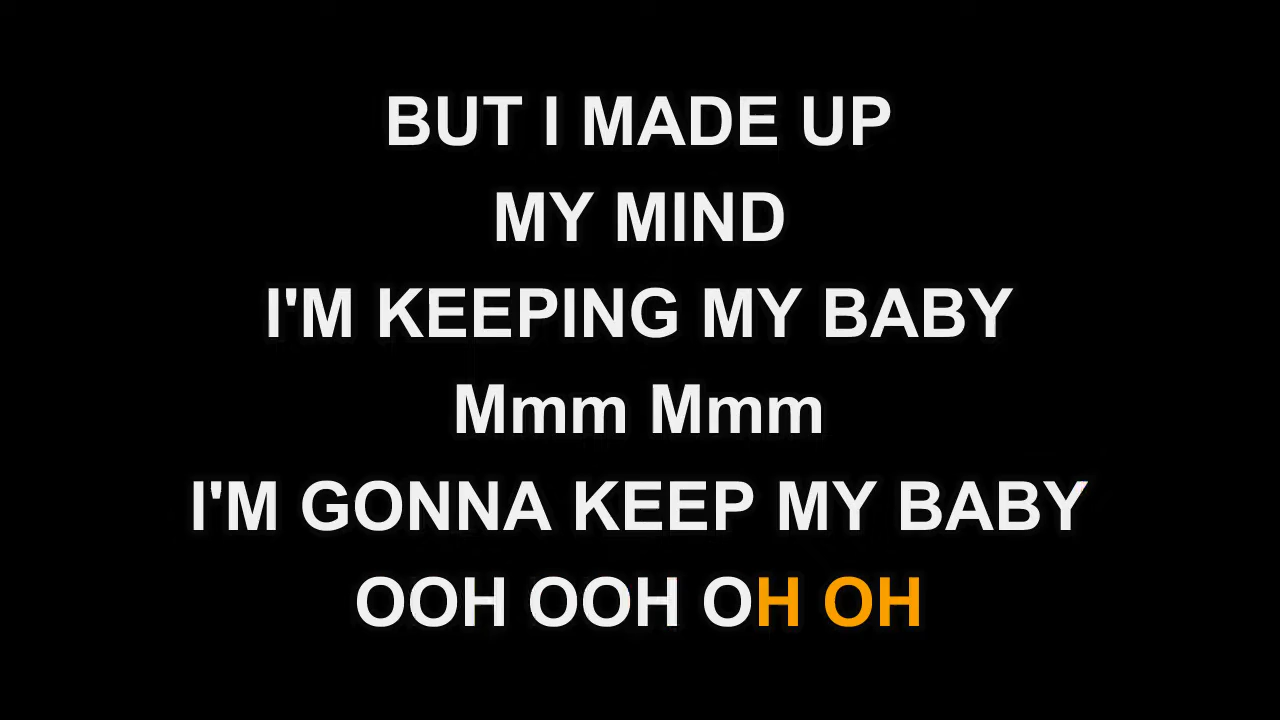 BUT I MADE UP
MY MIND
I'M KEEPING MY BABY
Mmm Mmm
I'M GONNA KEEP MY BABY
OOH OOH OH OH